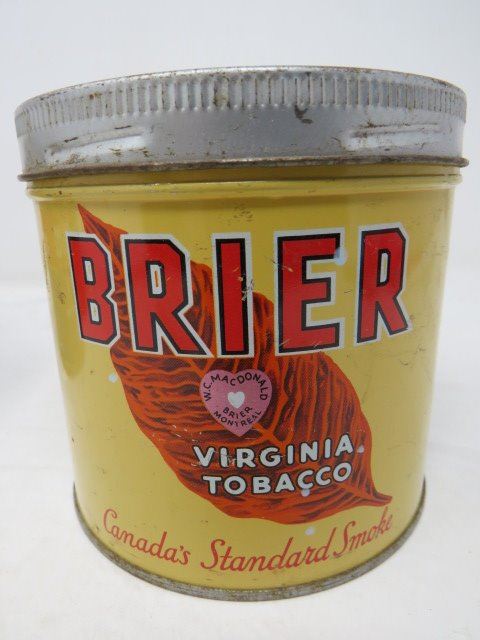 BRIER
W.C. MACDONALD
BRIER
MONTREAL
VIRGINIA
TOBACCO
Canada's Standard Smoke